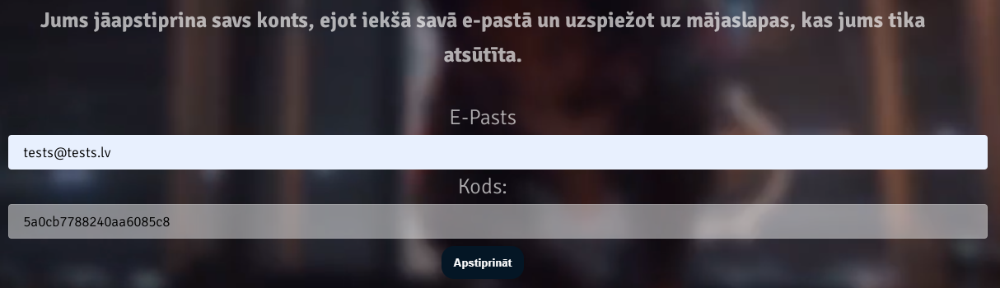 Jums jāapstiprina savs konts, ejot iekšā savā e-pastā un uzspiežot uz mājaslapas, kas jums tika
atsūtīta.
E-Pasts
tests@tests.lv
Kods:
5a0cb7788240aa6085c8
Apstiprināt